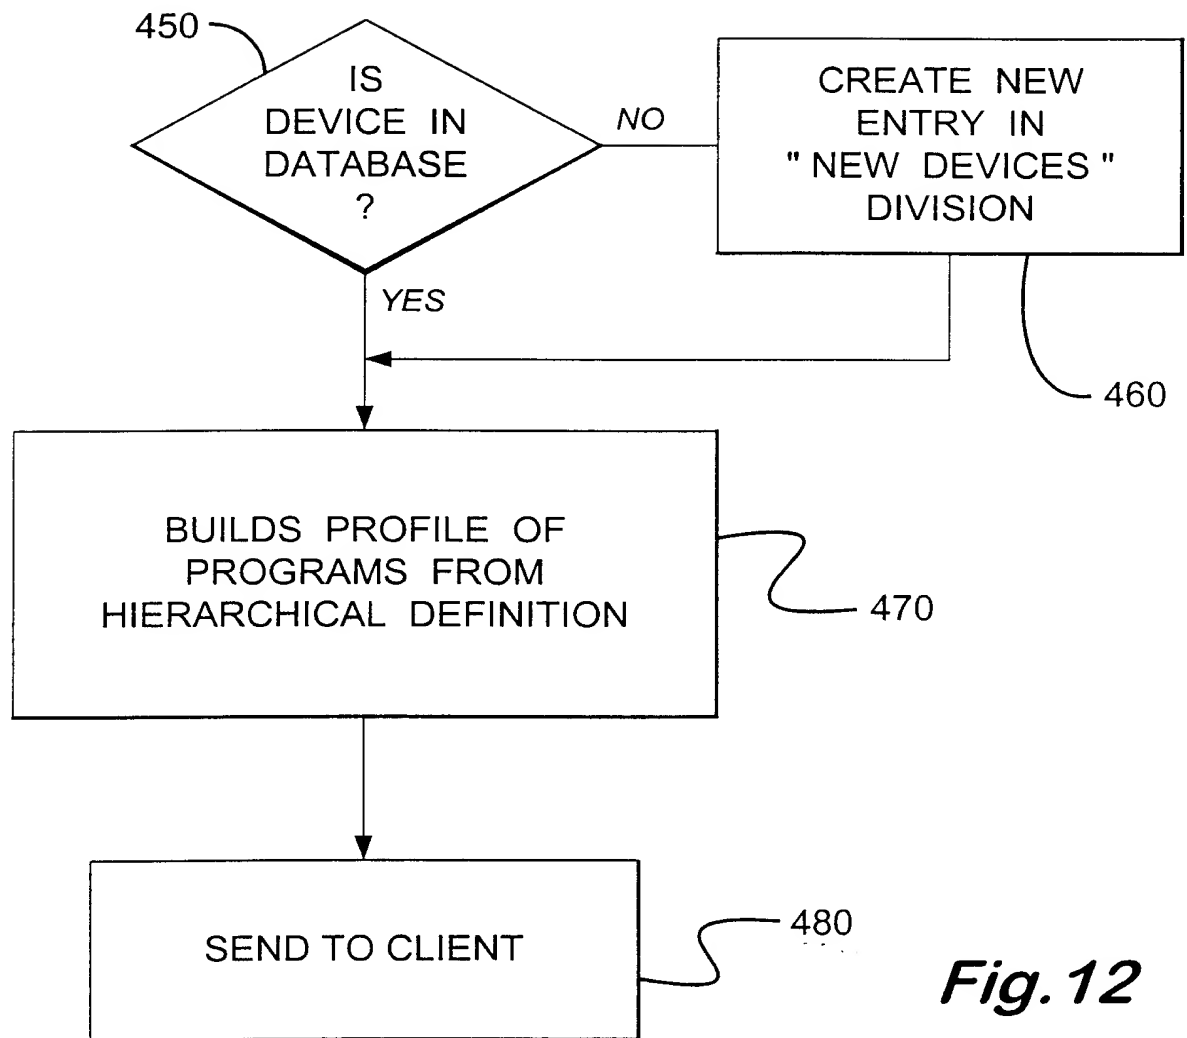 450
IS
DEVICE IN
DATABASE
?
NO
CREATE NEW
ENTRY IN
" NEW DEVICES "
DIVISION
YES
460
BUILDS PROFILE OF
PROGRAMS FROM
HIERARCHICAL DEFINITION
470
SEND TO CLIENT
480
Fig.12